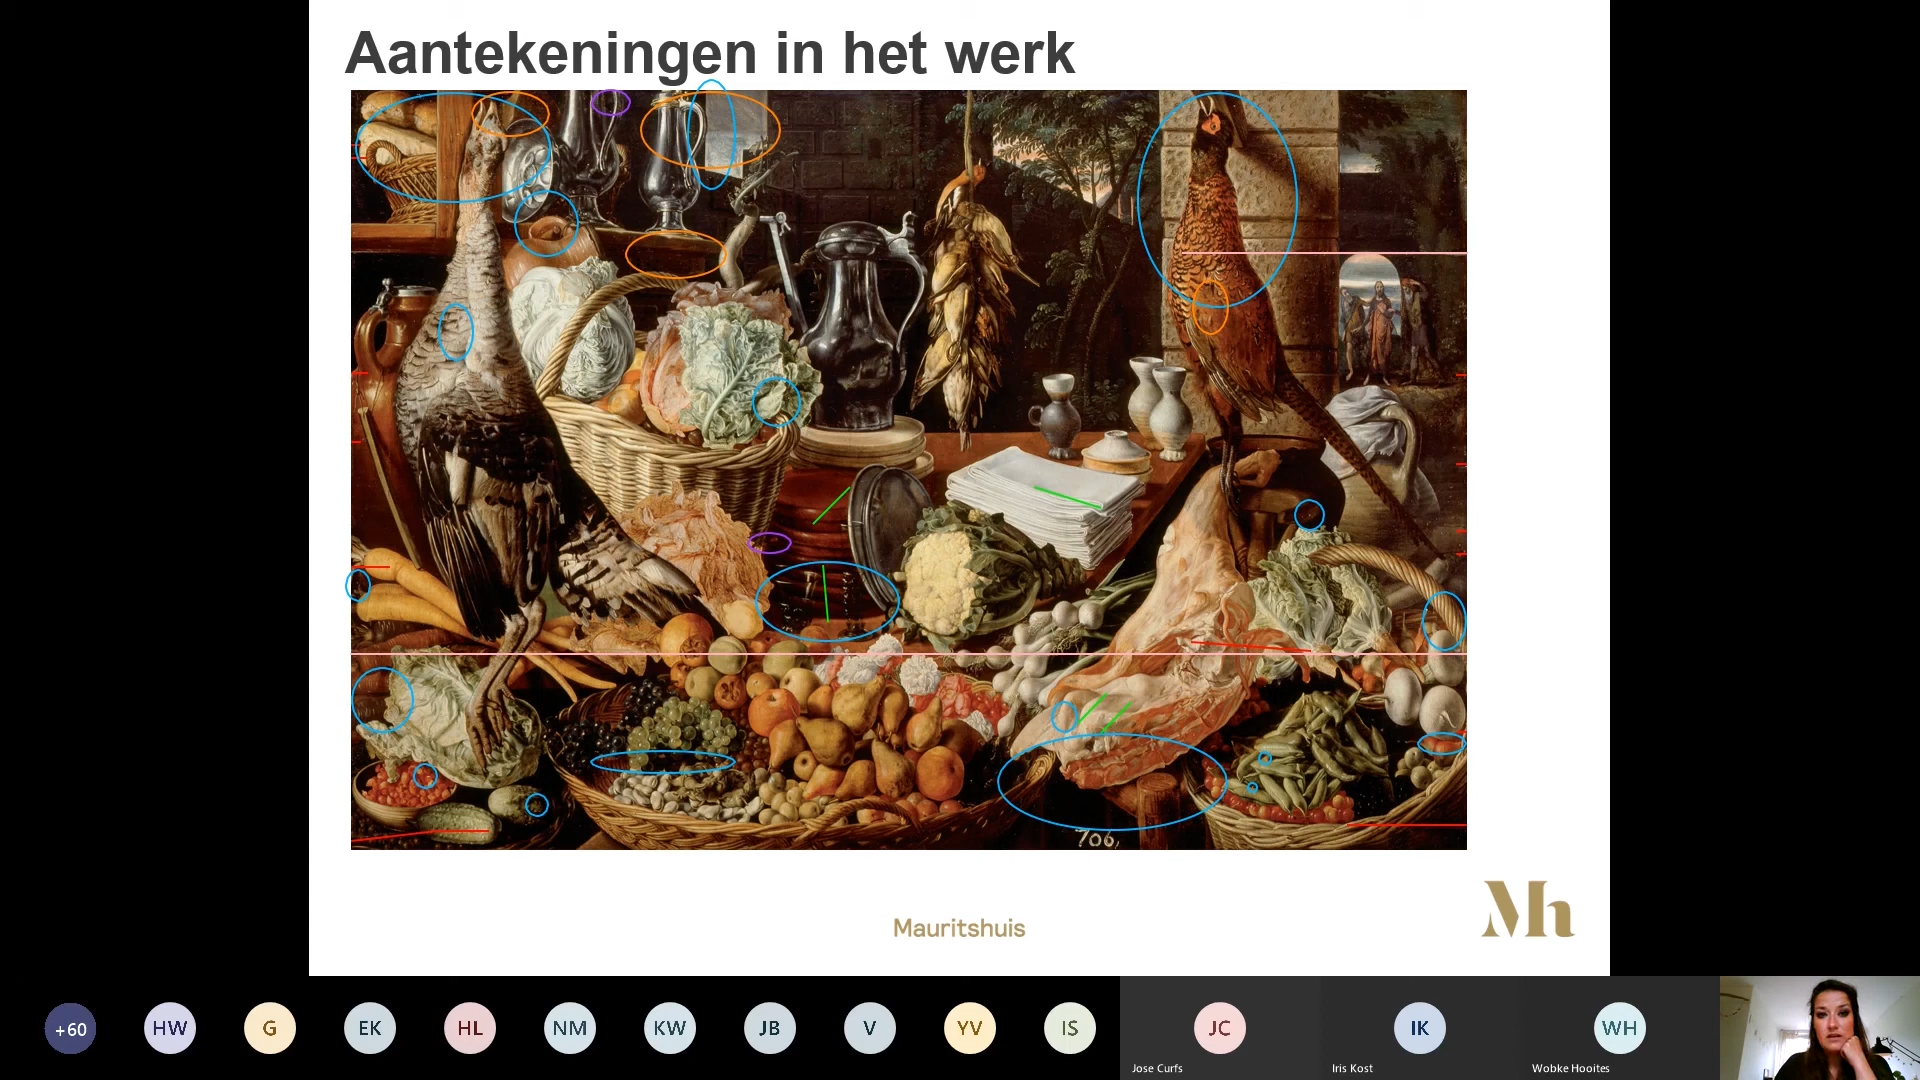 Aantekeningen in het werk
706,
Mauritshuis
Mh
+60
HW
G
EK
HL
NM
KW
JB
V
YV
IS
JC
IK
WH
Jose Curfs
Iris Kost
Wobke Hooites